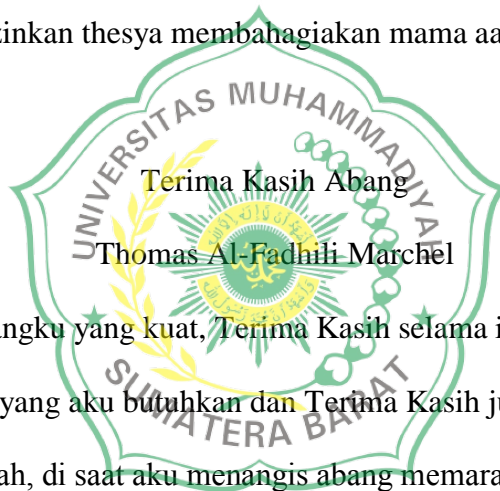 izinkan thesya membahagiakan mama aa
UNIVERSITAS MUHAMMADIYAH
Terima Kasih Abang
Thomas Al-Fadhili Marchel
angku yang kuat, Terima Kasih selama i
yang aku butuhkan dan Terima Kasih ju
SUMATERA BARAT
ah, di saat aku menangis abang memara